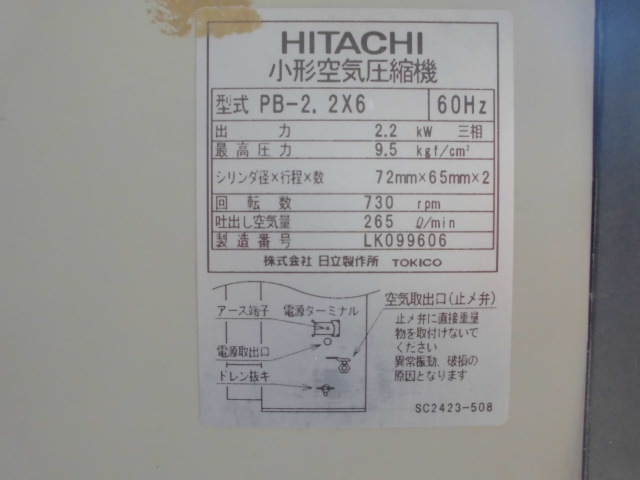 HITACHI
小形空気圧縮機
型式 PB-2.2X6 60Hz
出力 2.2 kW 三相
最高圧力 9.5 kgf/cm²
シリンダ径×行程×数 72mm×65mm×2
回転数 730 rpm
吐出し空気量 265 ℓ/min
製造番号 LK099606
株式会社 日立製作所 TOKICO
空気取出口(止メ弁)
アース端子 電源ターミナル
止メ弁に直接重量
物を取付けないで
ください
異常振動、破損の
原因となります
電源取出口
ドレン抜キ
SC2423-508